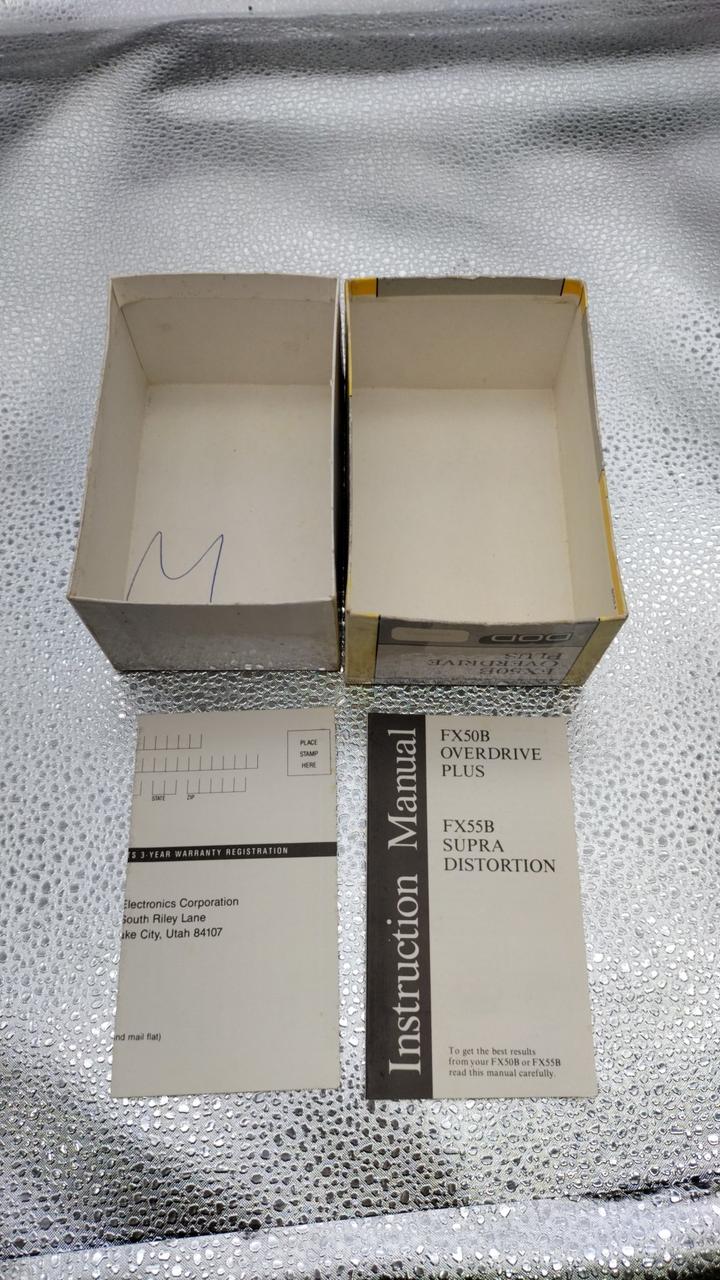 M
DOD
FX50B
OVERDRIVE
PLUS
PLACE
STAMP
HERE
STATE ZIP
TS 3-YEAR WARRANTY REGISTRATION
Electronics Corporation
South Riley Lane
ake City, Utah 84107
nd mail flat)
Instruction Manual
FX50B
OVERDRIVE
PLUS
FX55B
SUPRA
DISTORTION
To get the best results
from your FX50B or FX55B
read this manual carefully.